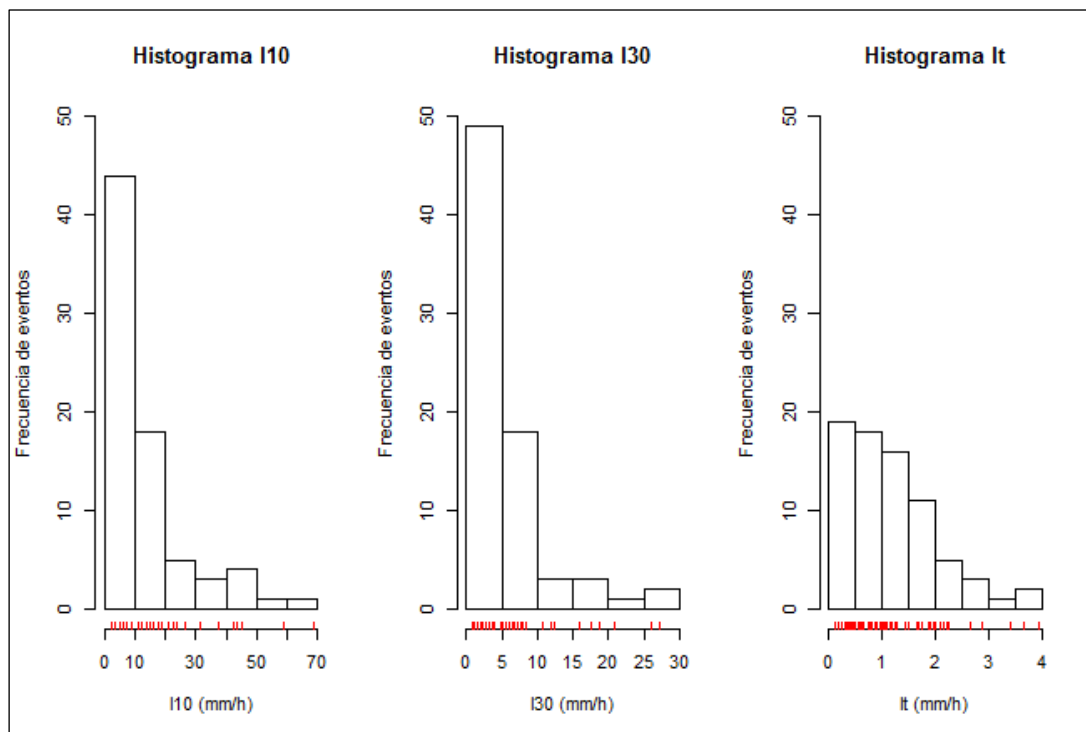 Histograma I10
Frecuencia de eventos
50
40
30
20
10
0
0 10 30 50 70
I10 (mm/h)
Histograma I30
Frecuencia de eventos
50
40
30
20
10
0
0 5 10 15 20 25 30
I30 (mm/h)
Histograma It
Frecuencia de eventos
50
40
30
20
10
0
0 1 2 3 4
It (mm/h)